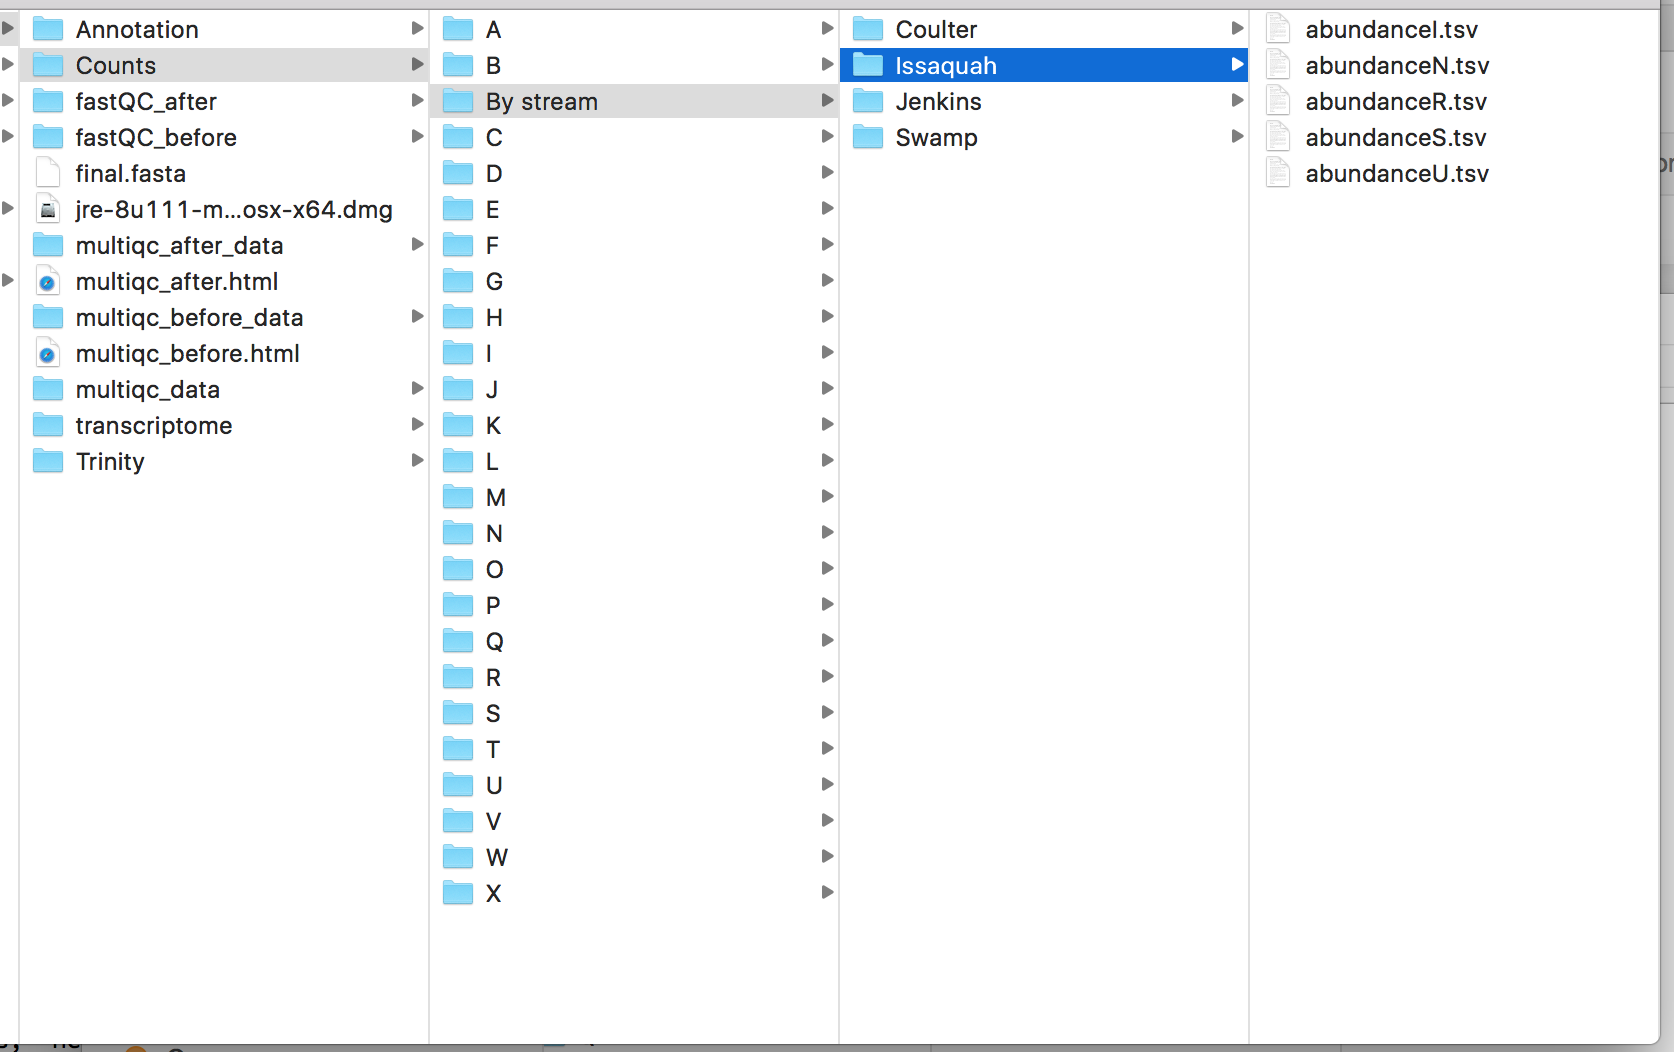 Annotation
Counts
fastQC_after
fastQC_before
final.fasta
jre-8u111-m...osx-x64.dmg
multiqc_after_data
multiqc_after.html
multiqc_before_data
multiqc_before.html
multiqc_data
transcriptome
Trinity
A
B
By stream
C
D
E
F
G
H
I
J
K
L
M
N
O
P
Q
R
S
T
U
V
W
X
Coulter
Issaquah
Jenkins
Swamp
abundanceI.tsv
abundanceN.tsv
abundanceR.tsv
abundanceS.tsv
abundanceU.tsv